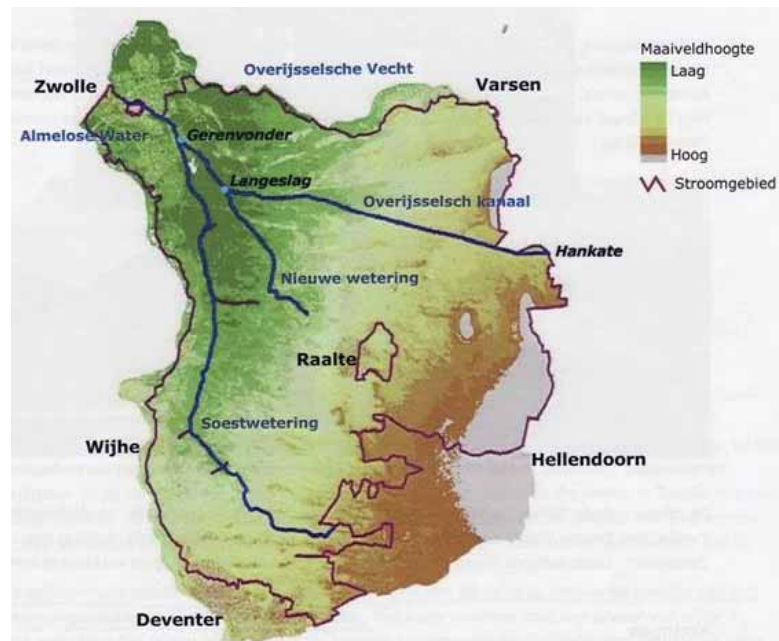 Overijsselsche Vecht
Zwolle
Varsen
Almelose Water
Gerenvonder
Langeslag
Overijsselsch kanaal
Hankate
Nieuwe wetering
Raalte
Soestwetering
Wijhe
Hellendoorn
Deventer
Maaiveldhoogte
Laag
Hoog
Stroomgebied